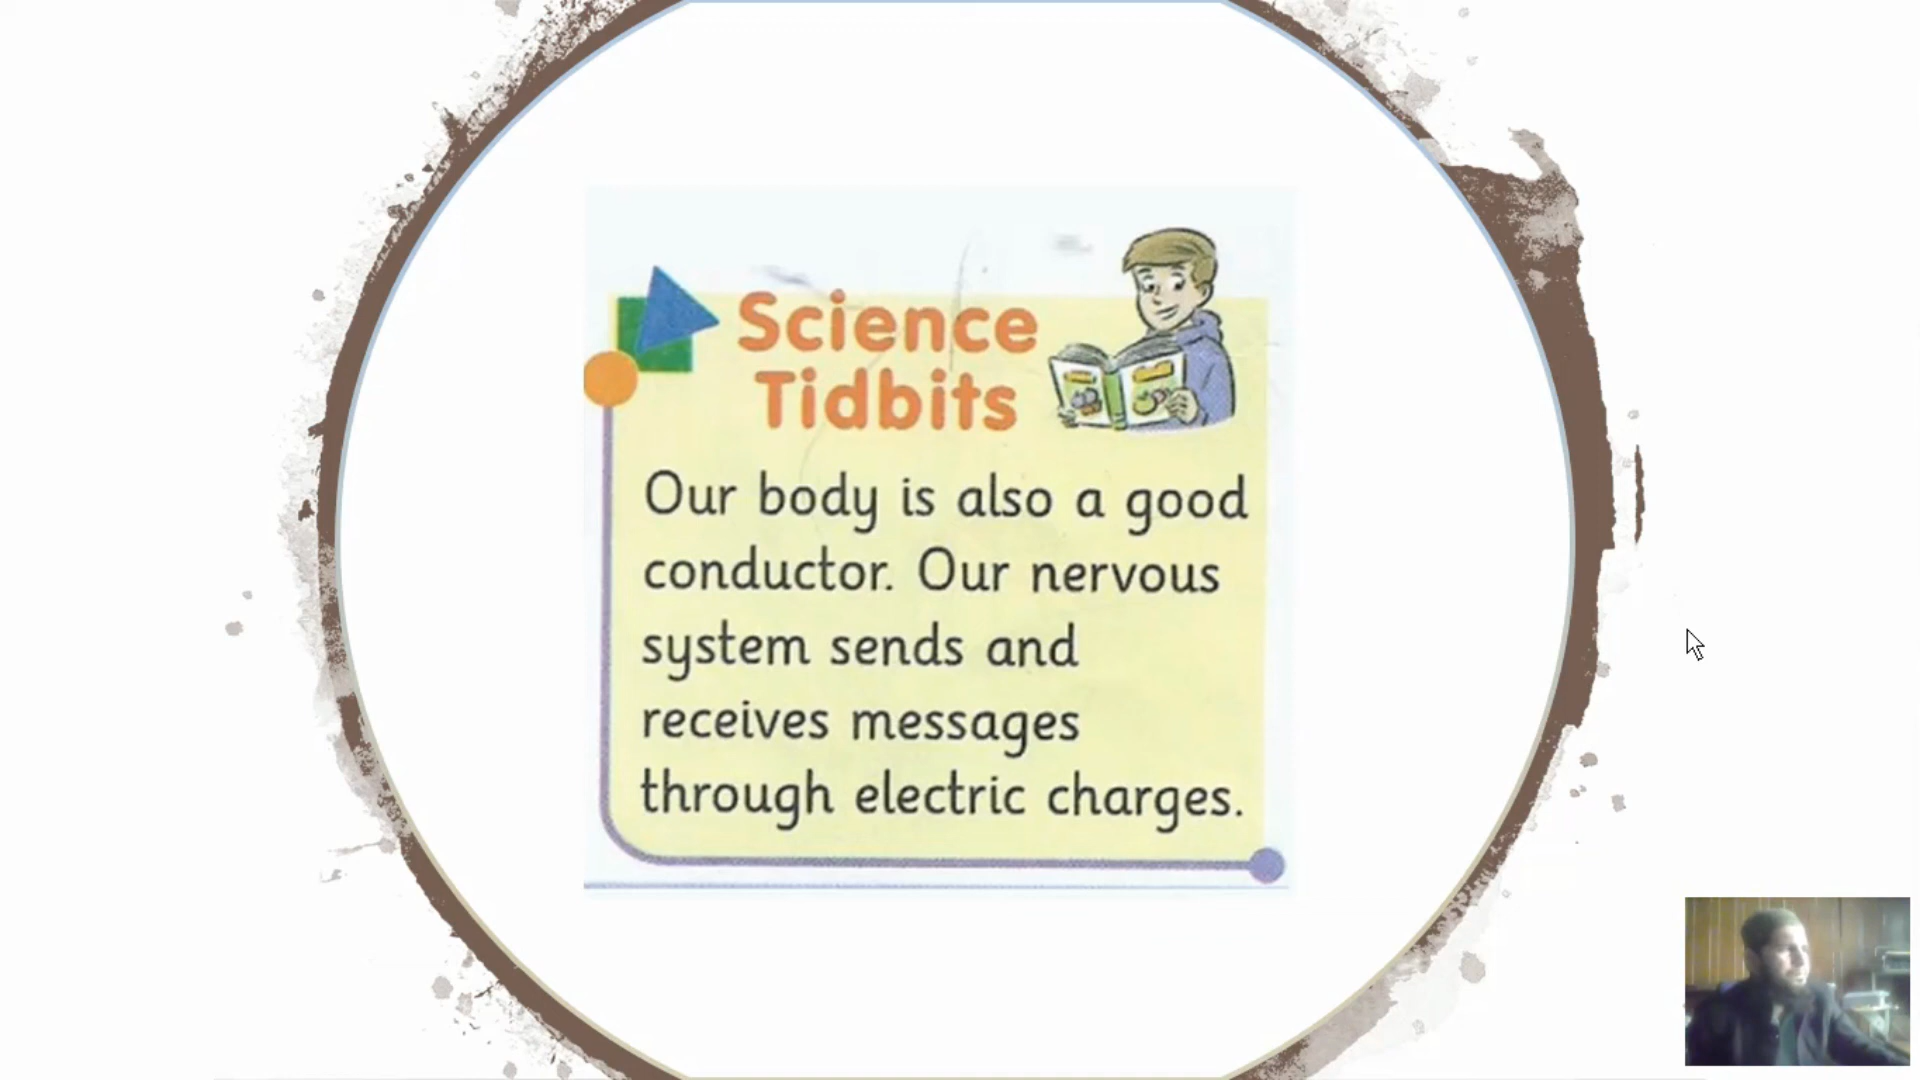 Science
Tidbits
Our body is also a good
conductor. Our nervous
system sends and
receives messages
through electric charges.